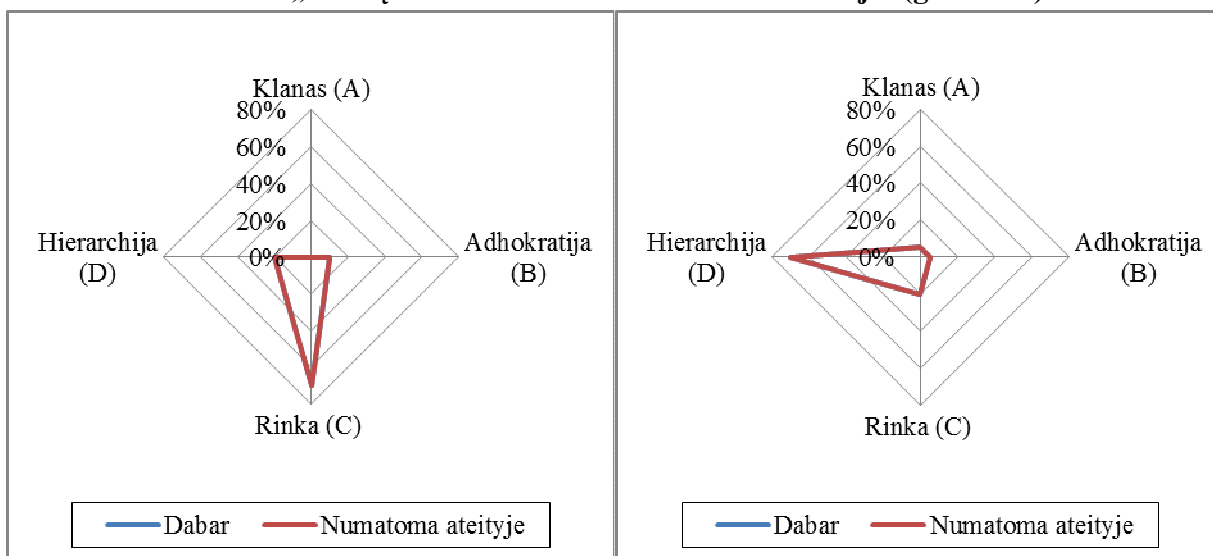 Klanas (A)
80%
60%
40%
20%
0%
Hierarchija
(D)
Adhokratija
(B)
Rinka (C)
Dabar
Numatoma ateityje
Klanas (A)
80%
60%
40%
20%
0%
Hierarchija
(D)
Adhokratija
(B)
Rinka (C)
Dabar
Numatoma ateityje